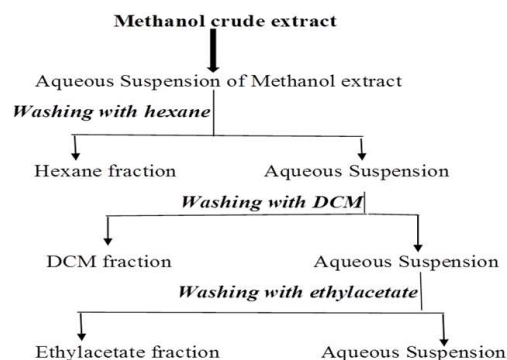 Methanol crude extract
Aqueous Suspension of Methanol extract
Washing with hexane
Hexane fraction Aqueous Suspension
Washing with DCM
DCM fraction Aqueous Suspension
Washing with ethylacetate
Ethylacetate fraction Aqueous Suspension